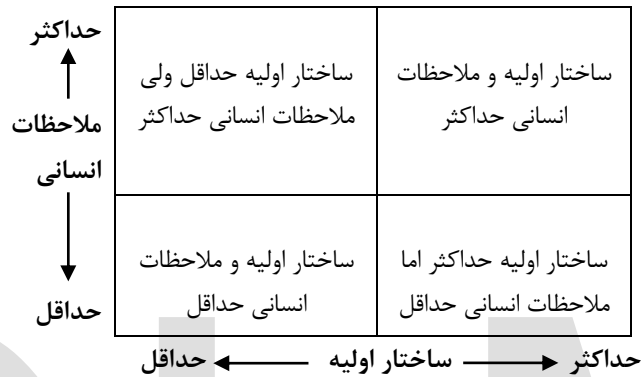 حداکثر
ملاحظات
انسانی
حداقل
ساختار اولیه و ملاحظات
انسانی حداکثر
ساختار اولیه حداقل ولی
ملاحظات انسانی حداکثر
ساختار اولیه حداکثر اما
ملاحظات انسانی حداقل
ساختار اولیه و ملاحظات
انسانی حداقل
حداکثر ساختار اولیه حداقل